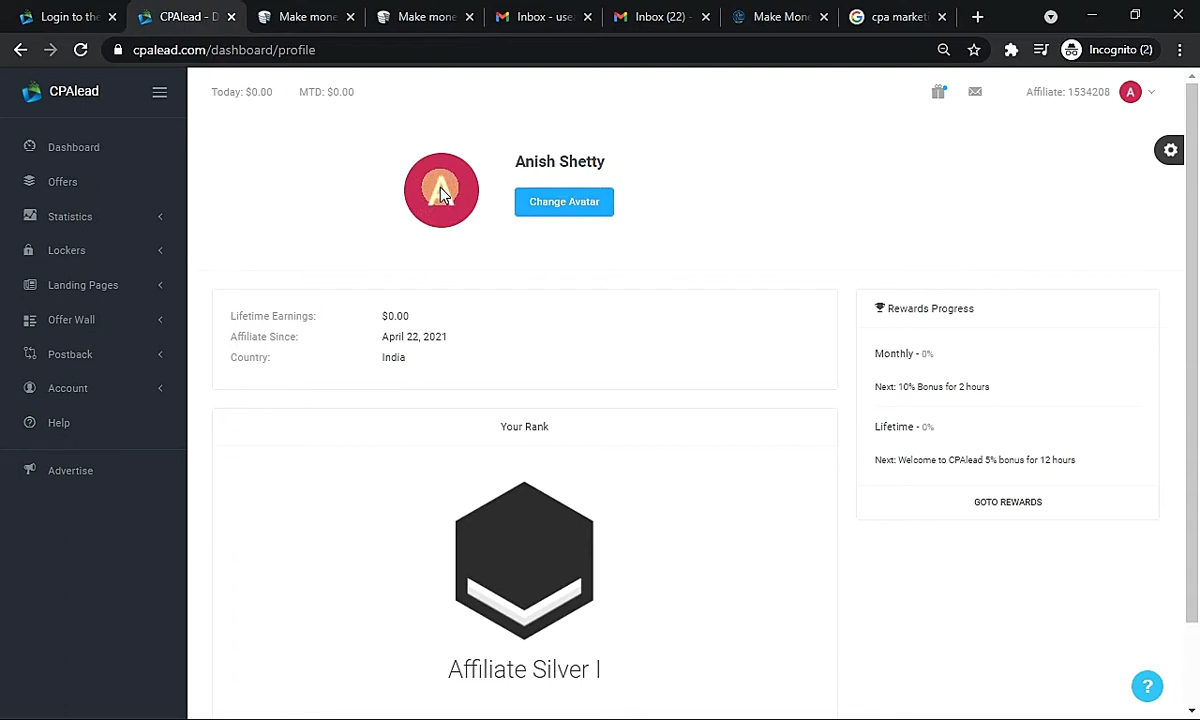 Login to the
CPAlead - D
Make mone
Make mone
Inbox - use
Inbox (22) -
Make Mone
cpa marketi
cpalead.com/dashboard/profile
Incognito (2)
CPAlead
Today: $0.00
MTD: $0.00
Affiliate: 1534208
A
Dashboard
Offers
Statistics
Lockers
Landing Pages
Offer Wall
Postback
Account
Help
Advertise
A
Anish Shetty
Change Avatar
Lifetime Earnings: $0.00
Affiliate Since: April 22, 2021
Country: India
Your Rank
Affiliate Silver I
Rewards Progress
Monthly - 0%
Next: 10% Bonus for 2 hours
Lifetime - 0%
Next: Welcome to CPAlead 5% bonus for 12 hours
GOTO REWARDS
?